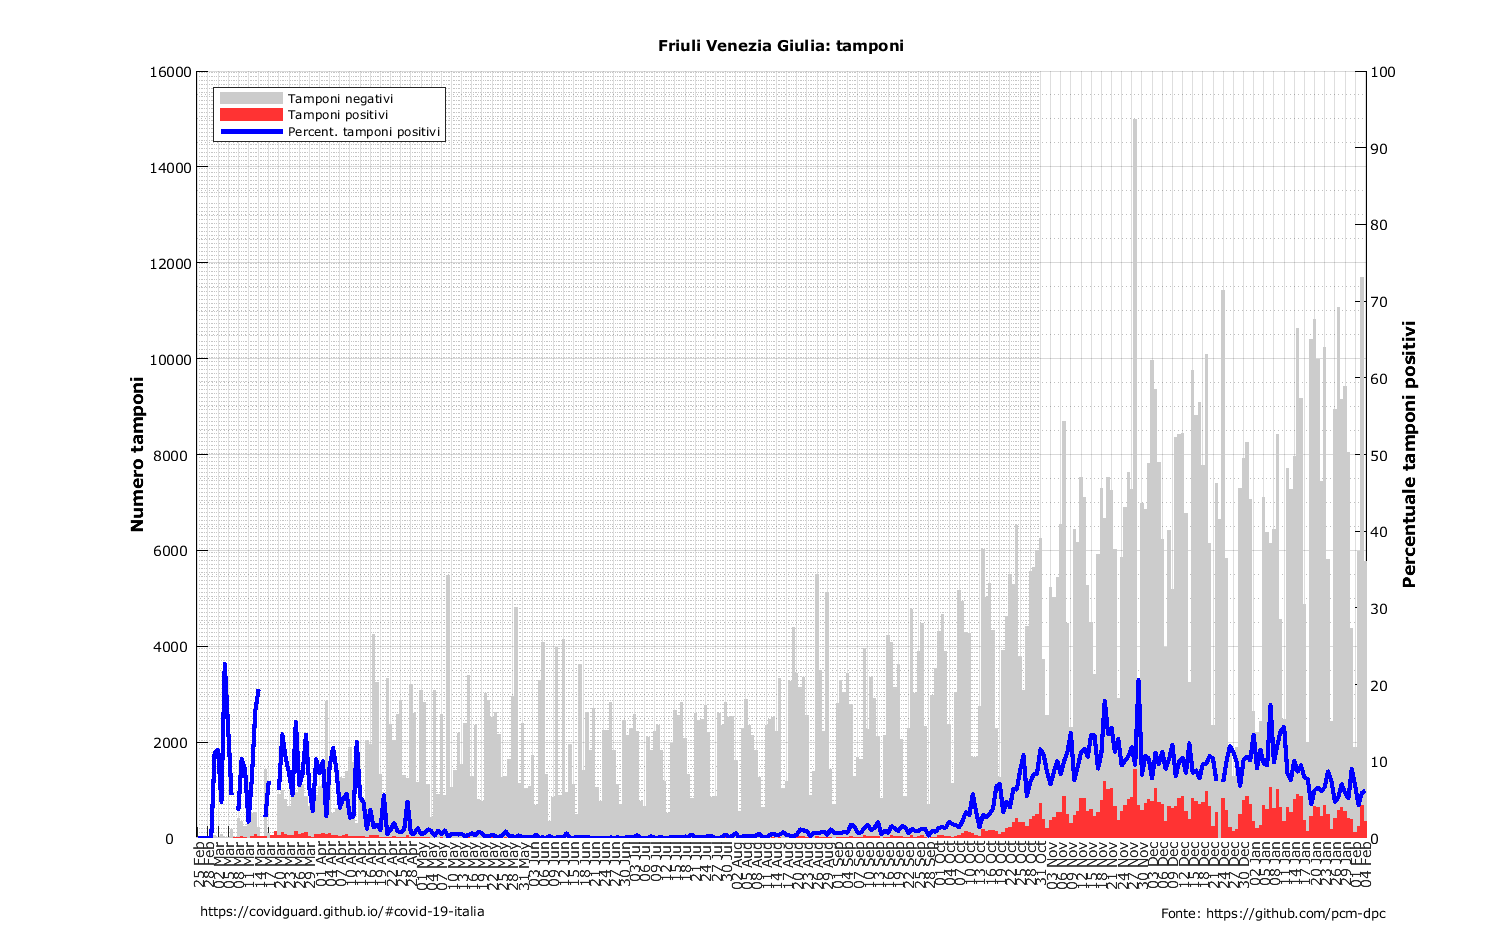 Friuli Venezia Giulia: tamponi
Tamponi negativi
Tamponi positivi
Percent. tamponi positivi
Numero tamponi
16000
14000
12000
10000
8000
6000
4000
2000
0
Percentuale tamponi positivi
100
90
80
70
60
50
40
30
20
10
0
25 Feb
28 Feb
02 Mar
05 Mar
08 Mar
11 Mar
14 Mar
17 Mar
20 Mar
23 Mar
26 Mar
29 Mar
01 Apr
04 Apr
07 Apr
10 Apr
13 Apr
16 Apr
19 Apr
22 Apr
25 Apr
28 Apr
01 May
04 May
07 May
10 May
13 May
16 May
19 May
22 May
25 May
28 May
31 May
03 Jun
06 Jun
09 Jun
12 Jun
15 Jun
18 Jun
21 Jun
24 Jun
27 Jun
30 Jun
03 Jul
06 Jul
09 Jul
12 Jul
15 Jul
18 Jul
21 Jul
24 Jul
27 Jul
30 Jul
02 Aug
05 Aug
08 Aug
11 Aug
14 Aug
17 Aug
20 Aug
23 Aug
26 Aug
29 Aug
01 Sep
04 Sep
07 Sep
10 Sep
13 Sep
16 Sep
19 Sep
22 Sep
25 Sep
28 Sep
01 Oct
04 Oct
07 Oct
10 Oct
13 Oct
16 Oct
19 Oct
22 Oct
25 Oct
28 Oct
31 Oct
03 Nov
06 Nov
09 Nov
12 Nov
15 Nov
18 Nov
21 Nov
24 Nov
27 Nov
30 Nov
03 Dec
06 Dec
09 Dec
12 Dec
15 Dec
18 Dec
21 Dec
24 Dec
27 Dec
30 Dec
02 Jan
05 Jan
08 Jan
11 Jan
14 Jan
17 Jan
20 Jan
23 Jan
26 Jan
29 Jan
01 Feb
04 Feb
https://covidguard.github.io/#covid-19-italia
Fonte: https://github.com/pcm-dpc